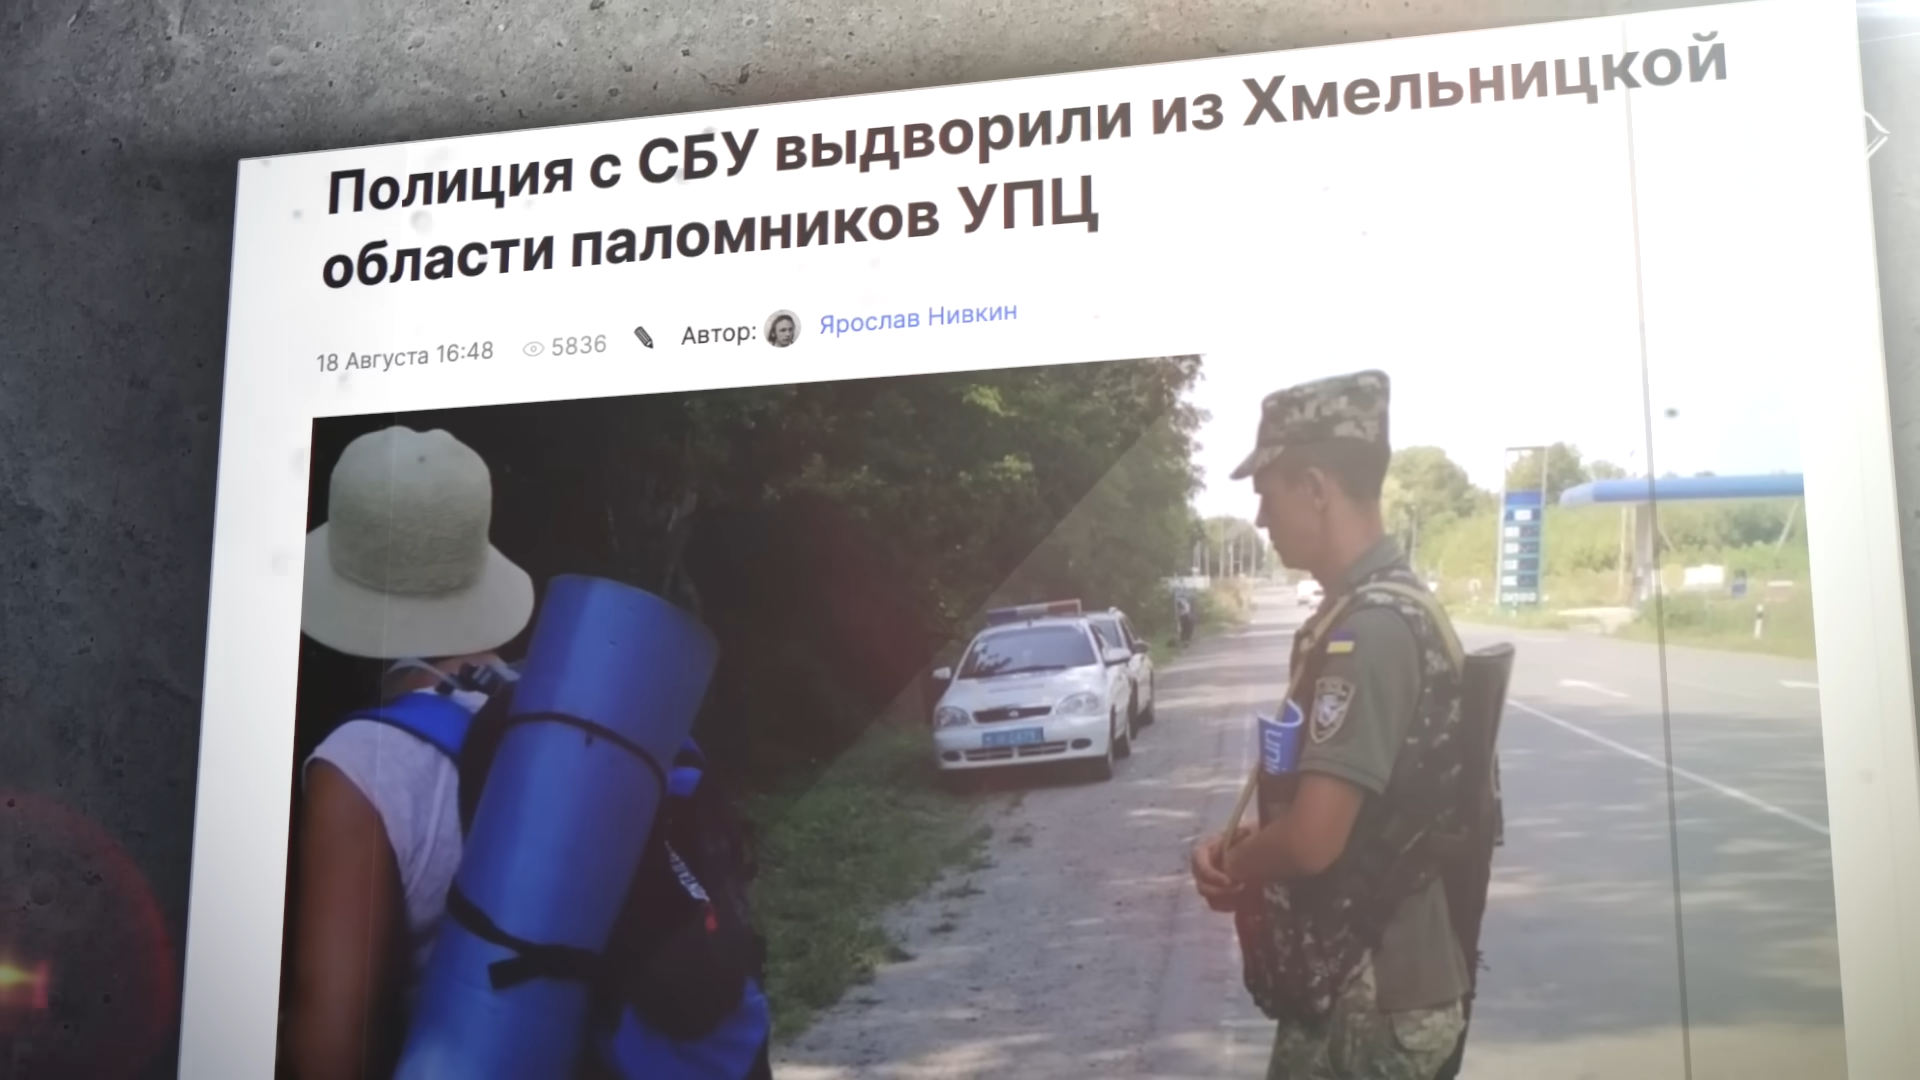 Полиция с СБУ выдворили из Хмельницкой
области паломников УПЦ
18 Августа 16:48 5836 Автор: Ярослав Нивкин